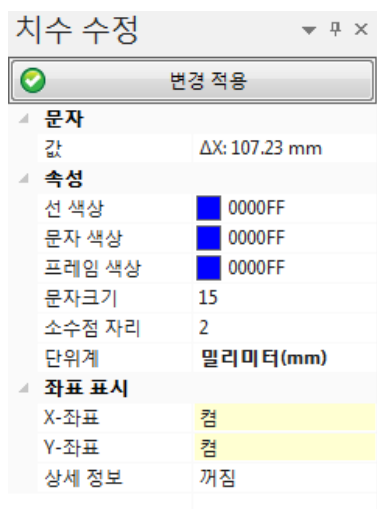 치수 수정
변경 적용
문자
값 ΔX: 107.23 mm
속성
선 색상 0000FF
문자 색상 0000FF
프레임 색상 0000FF
문자크기 15
소수점 자리 2
단위계 밀리미터(mm)
좌표 표시
X-좌표 켬
Y-좌표 켬
상세 정보 꺼짐